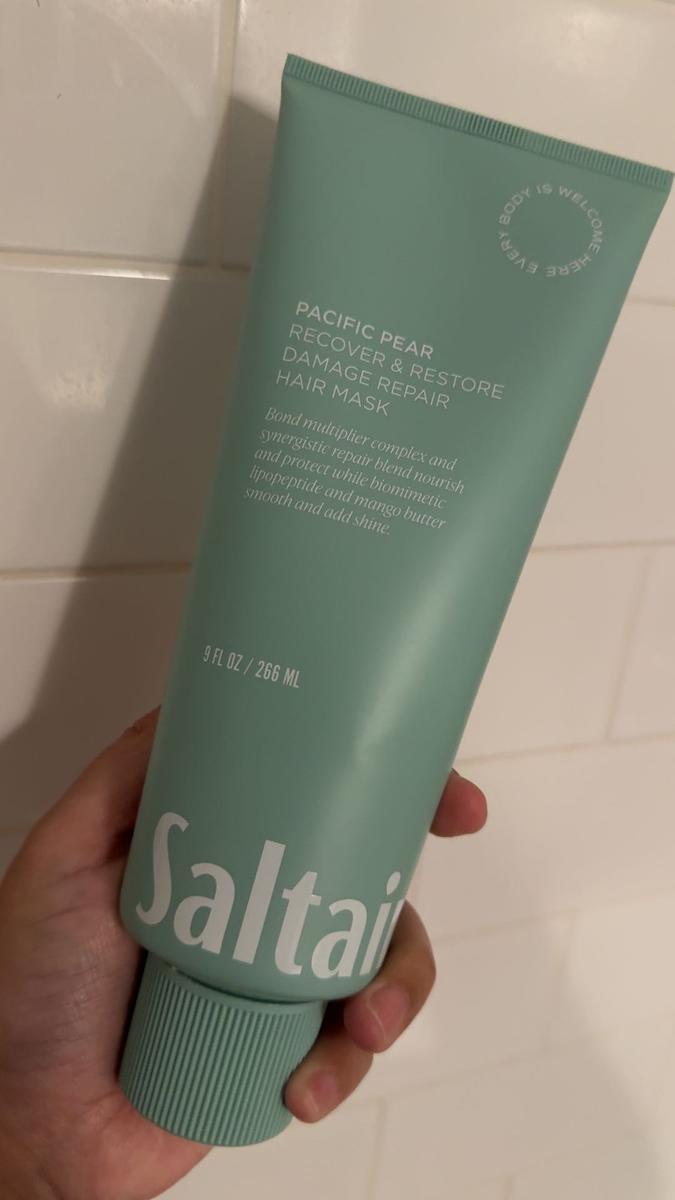 EVERY BODY IS WELCOME HERE
PACIFIC PEAR
RECOVER & RESTORE
DAMAGE REPAIR
HAIR MASK
Bond multiplier complex and
synergistic repair blend nourish
and protect while biomimetic
lipopeptide and mango butter
smooth and add shine.
9 FL OZ / 266 ML
Saltair